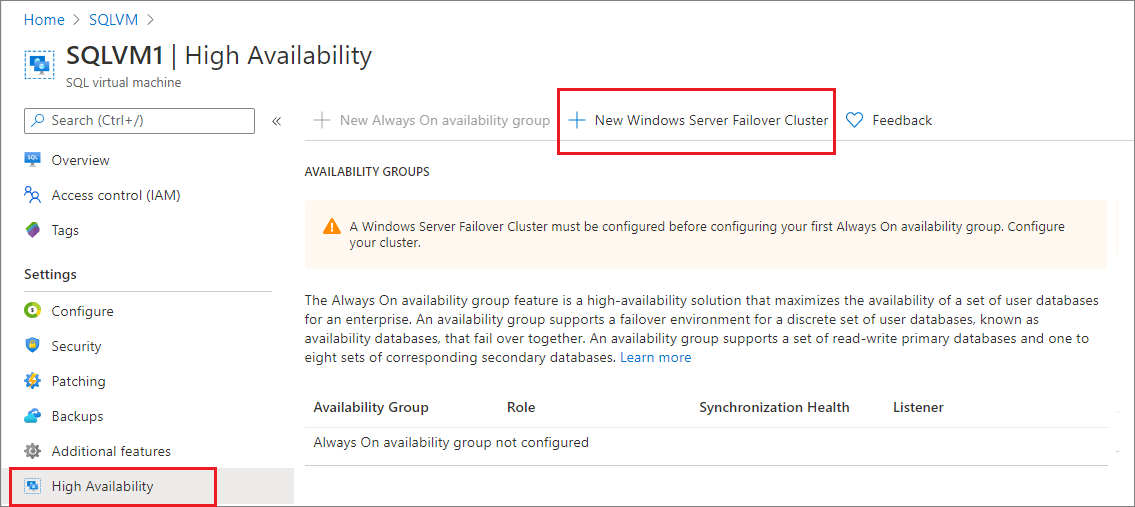 Home > SQLVM >
SQLVM1 | High Availability
SQL virtual machine
Search (Ctrl+/)
«
New Always On availability group
New Windows Server Failover Cluster
Feedback
SQL
Overview
Access control (IAM)
Tags
Settings
Configure
Security
Patching
Backups
Additional features
High Availability
AVAILABILITY GROUPS
A Windows Server Failover Cluster must be configured before configuring your first Always On availability group. Configure
your cluster.
The Always On availability group feature is a high-availability solution that maximizes the availability of a set of user databases
for an enterprise. An availability group supports a failover environment for a discrete set of user databases, known as
availability databases, that fail over together. An availability group supports a set of read-write primary databases and one to
eight sets of corresponding secondary databases. Learn more
Availability Group Role Synchronization Health Listener
Always On availability group not configured